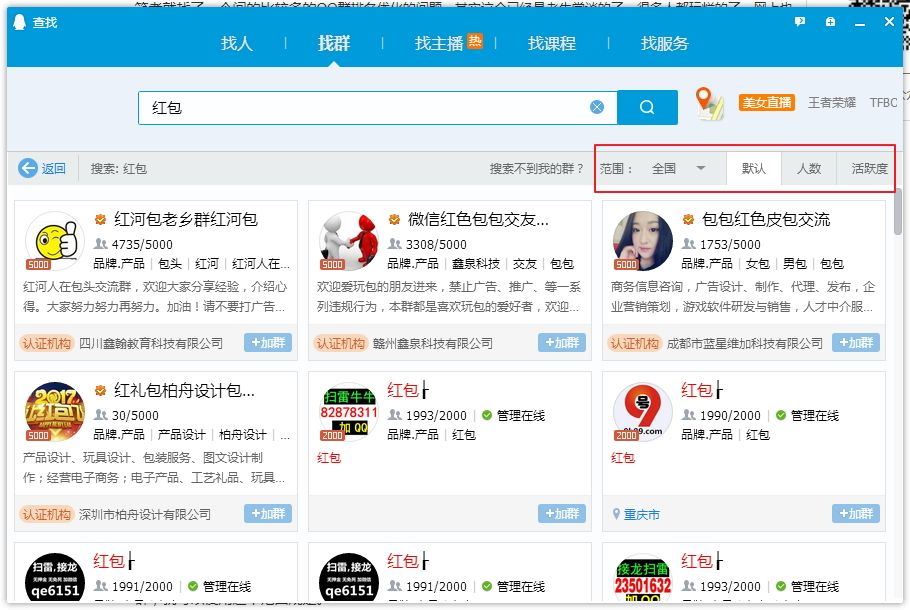 查找
找人
找群
找主播 热
找课程
找服务
红包
美女直播
王者荣耀
TFBO
返回
搜索: 红包
搜索不到我的群？
范围：
全国
默认
人数
活跃度
红河包老乡群红河包
4735/5000
5000
品牌.产品 | 包头 | 红河 | 红河人在...
红河人在包头交流群，欢迎大家分享经验，介绍心
得。大家努力努力再努力。加油！请不要打广告...
认证机构 四川鑫翰教育科技有限公司
+加群
微信红色包包交友...
3308/5000
5000
品牌.产品 | 鑫泉科技 | 交友 | 包包
欢迎爱玩包的朋友进来，禁止广告、推广、等一系
列违规行为，本群都是喜欢玩包的爱好者，欢迎...
认证机构 赣州鑫泉科技有限公司
+加群
包包红色皮包交流
1753/5000
5000
品牌.产品 | 女包 | 男包 | 包包
商务信息咨询，广告设计、制作、代理、发布，企
业营销策划，游戏软件研发与销售，人才中介服...
认证机构 成都市蓝星维加科技有限公司
+加群
红礼包柏舟设计包...
2017
30/5000
5000
品牌.产品 | 产品设计 | 柏舟设计 | ...
产品设计、玩具设计、包装服务、图文设计制
作；经营电子商务；电子产品、工艺礼品、玩具...
认证机构 深圳市柏舟设计有限公司
+加群
红包┟
扫雷牛牛
82878311
加 QQ
1993/2000 | 管理在线
2000
品牌.产品 | 红包
红包
+加群
红包┟
9号
1990/2000 | 管理在线
2000
品牌.产品 | 红包
红包
重庆市
+加群
红包┟
扫雷,接龙
qe6151
1991/2000 | 管理在线
红包┟
扫雷,接龙
qe6151
1991/2000 | 管理在线
红包┟
接龙扫雷
23501632
1993/2000 | 管理在线